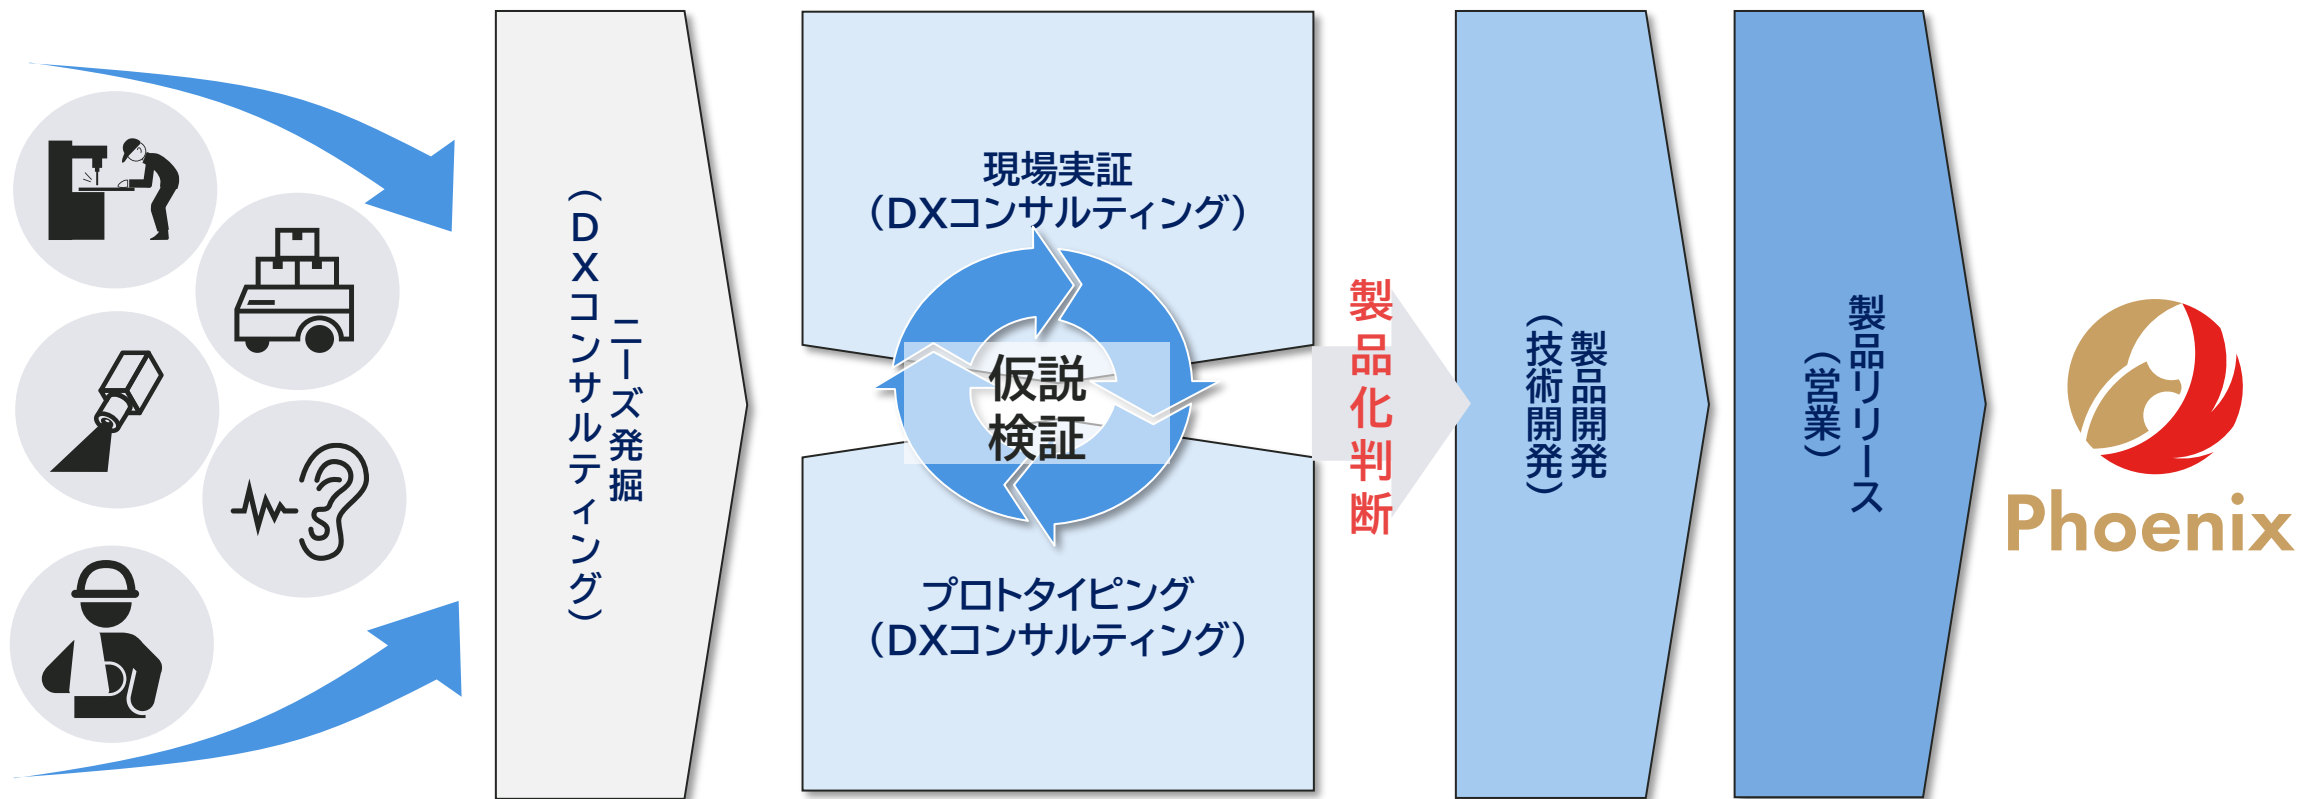 ニーズ発掘
（DXコンサルティング）
現場実証
（DXコンサルティング）
仮説
検証
プロトタイピング
（DXコンサルティング）
製品化判断
製品開発
（技術開発）
製品リリース
（営業）
Phoenix